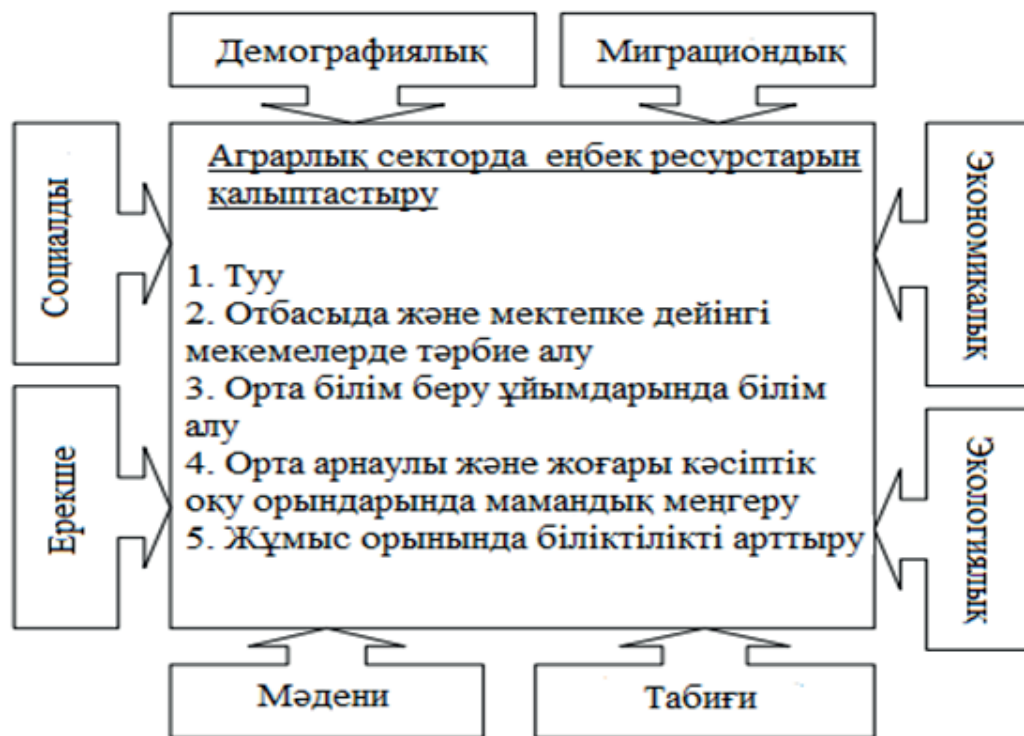 Демографиялық
Миграциондық
Социалды
Аграрлық секторда еңбек ресурстарын
қалыптастыру
1. Туу
2. Отбасыда және мектепке дейінгі
мекемелерде тәрбие алу
3. Орта білім беру ұйымдарында білім
алу
4. Орта арнаулы және жоғары кәсіптік
оқу орындарында мамандық меңгеру
5. Жұмыс орынында біліктілікті арттыру
Экономикалық
Ерекше
Экологиялық
Мәдени
Табиғи